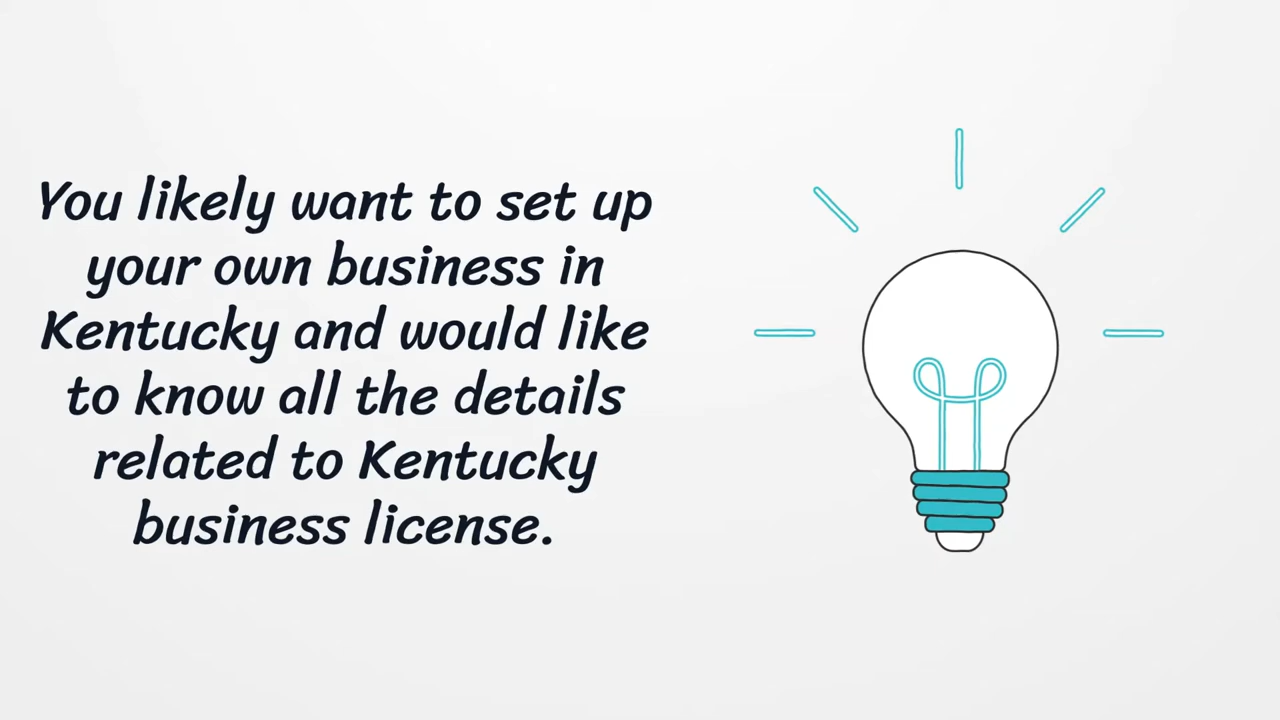 You likely want to set up
your own business in
Kentucky and would like
to know all the details
related to Kentucky
business license.